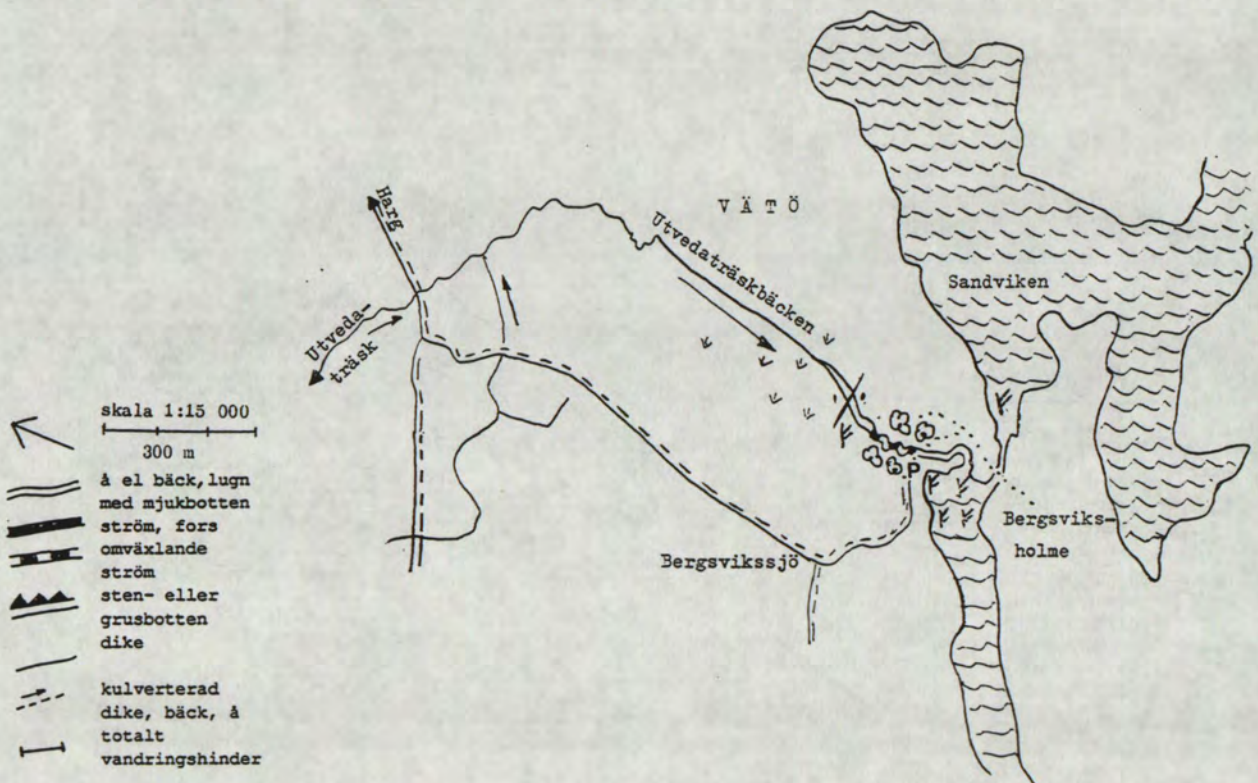 VÄTÖ
Harg
Utvedaträskbäcken
Sandviken
Utveda-
träsk
P
Bergsviks-
holme
Bergsvikssjö
skala 1:15 000
300 m
å el bäck, lugn
med mjukbotten
ström, fors
omväxlande
ström
sten- eller
grusbotten
dike
kulverterad
dike, bäck, å
totalt
vandringshinder